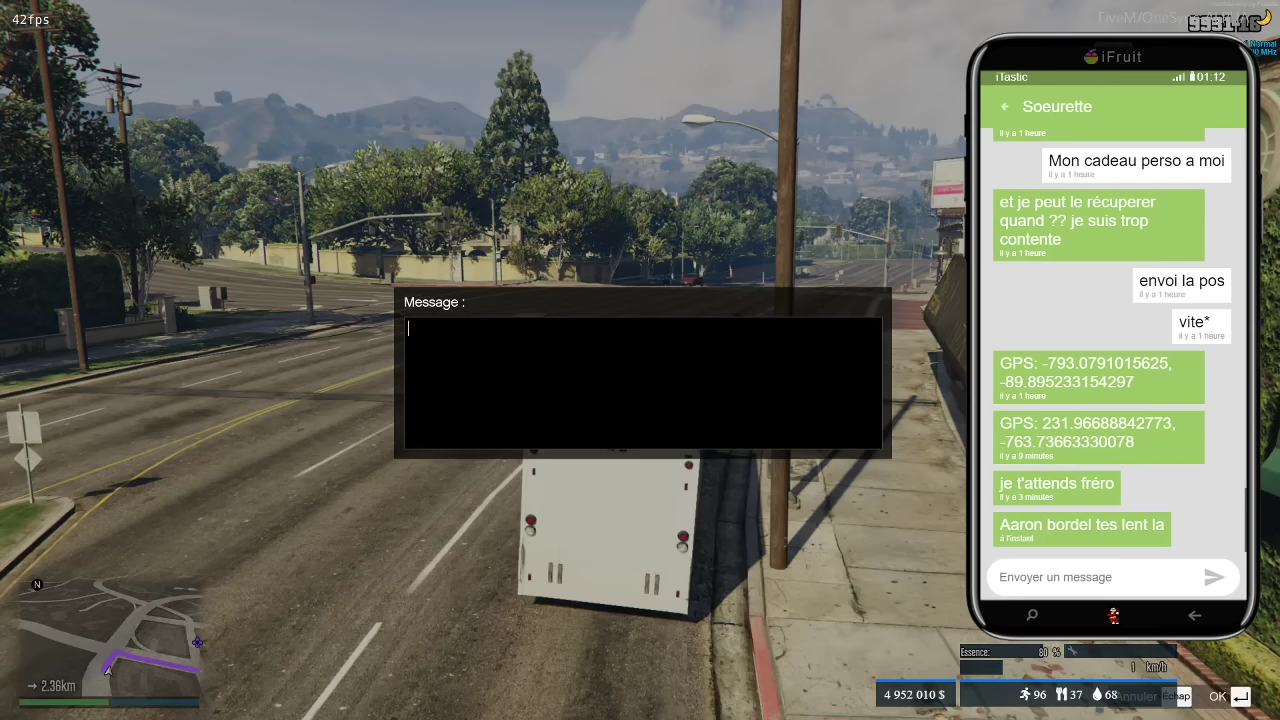 42fps
FiveM/OneSync
iFruit
iTastic
01:12
Soeurette
il y a 1 heure
Mon cadeau perso a moi
il y a 1 heure
et je peut le récuperer
quand ?? je suis trop
contente
il y a 1 heure
envoi la pos
il y a 1 heure
vite*
il y a 1 heure
GPS: -793.0791015625,
-89.895233154297
il y a 1 heure
GPS: 231.96688842773,
-763.73663330078
il y a 9 minutes
je t'attends fréro
il y a 3 minutes
Aaron bordel tes lent la
à l'instant
Envoyer un message
Message :
N
→ 2.36km
Essence: 80 %
1 km/h
4 952 010 $
96 37 68
Annuler Echap OK